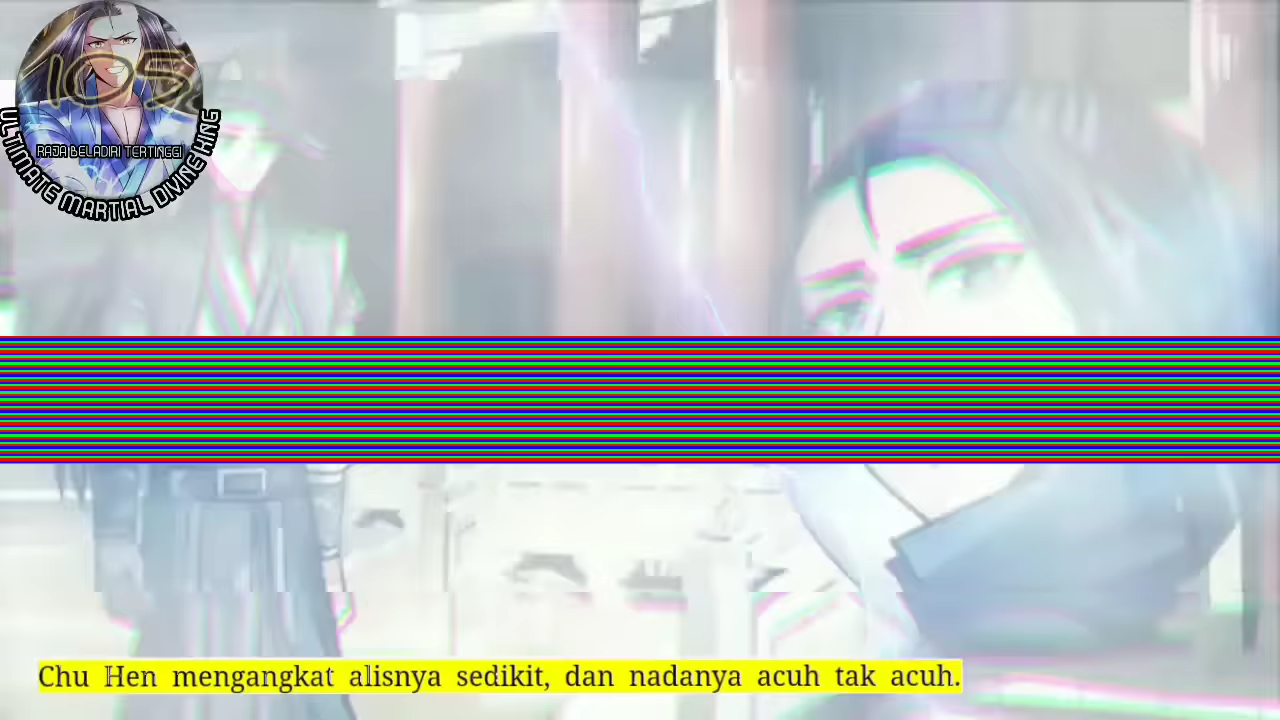 105
RAJA BELADIRI TERTINGGI
ULTIMATE MARTIAL DIVINE KING
Chu Hen mengangkat alisnya sedikit, dan nadanya acuh tak acuh.